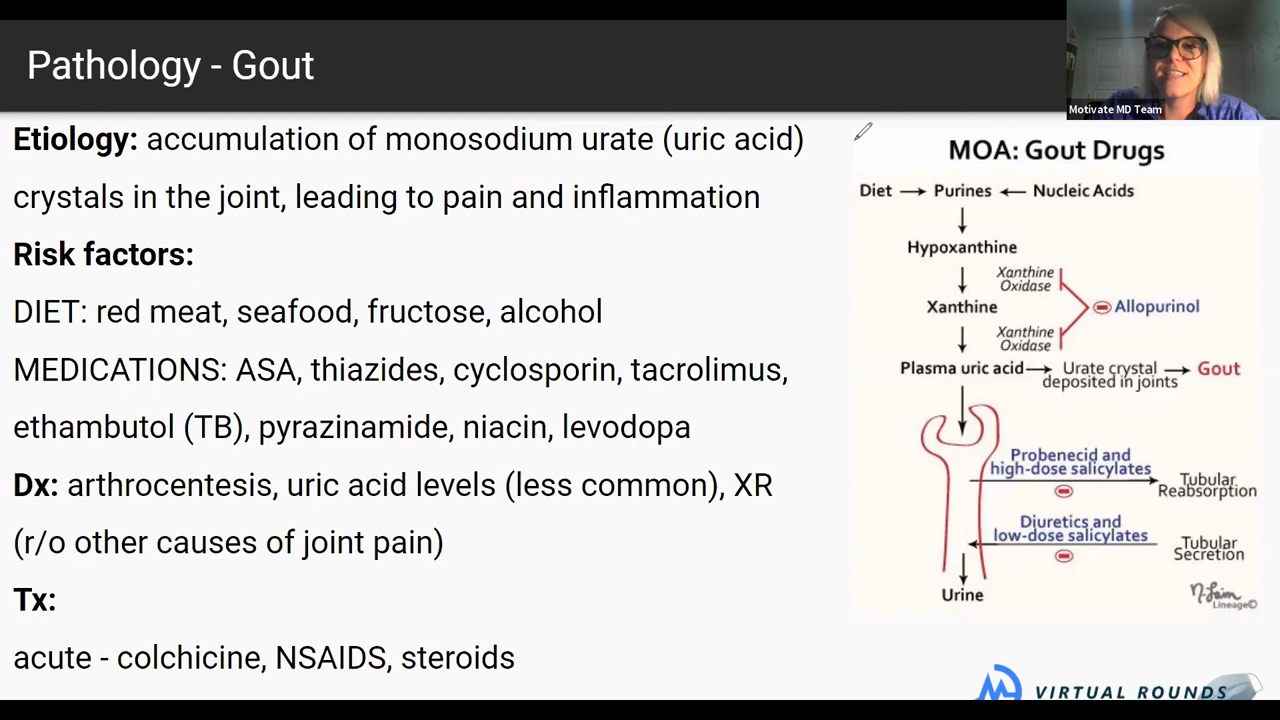 Pathology - Gout
Motivate MD Team
Etiology: accumulation of monosodium urate (uric acid)
crystals in the joint, leading to pain and inflammation
Risk factors:
DIET: red meat, seafood, fructose, alcohol
MEDICATIONS: ASA, thiazides, cyclosporin, tacrolimus,
ethambutol (TB), pyrazinamide, niacin, levodopa
Dx: arthrocentesis, uric acid levels (less common), XR
(r/o other causes of joint pain)
Tx:
acute - colchicine, NSAIDS, steroids
MOA: Gout Drugs
Diet Purines Nucleic Acids
Hypoxanthine
Xanthine
Oxidase
Xanthine
Allopurinol
Xanthine
Oxidase
Plasma uric acid Urate crystal
deposited in joints
Gout
Probenecid and
high-dose salicylates
Tubular
Reabsorption
Diuretics and
low-dose salicylates
Tubular
Secretion
Urine
Lineage©
VIRTUAL ROUNDS